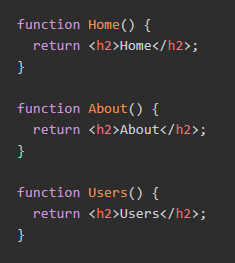 function Home() {
  return <h2>Home</h2>;
}

function About() {
  return <h2>About</h2>;
}

function Users() {
  return <h2>Users</h2>;
}